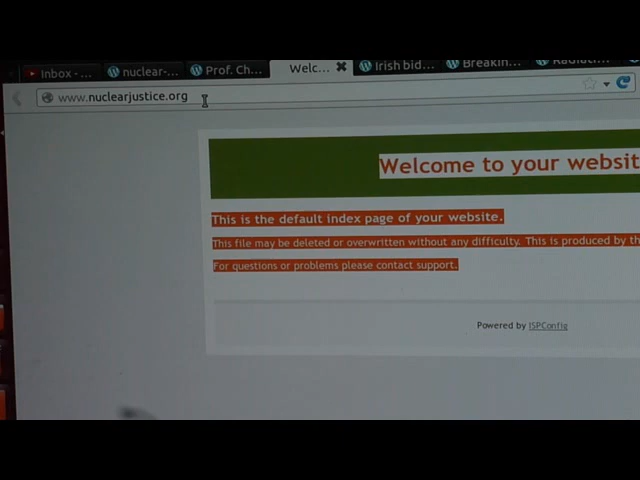 Inbox - ...
nuclear-...
Prof. Ch...
Welc...
Irish bid...
Breakin...
Radiati...
www.nuclearjustice.org
Welcome to your websit
This is the default index page of your website.
This file may be deleted or overwritten without any difficulty. This is produced by th
For questions or problems please contact support.
Powered by ISPConfig